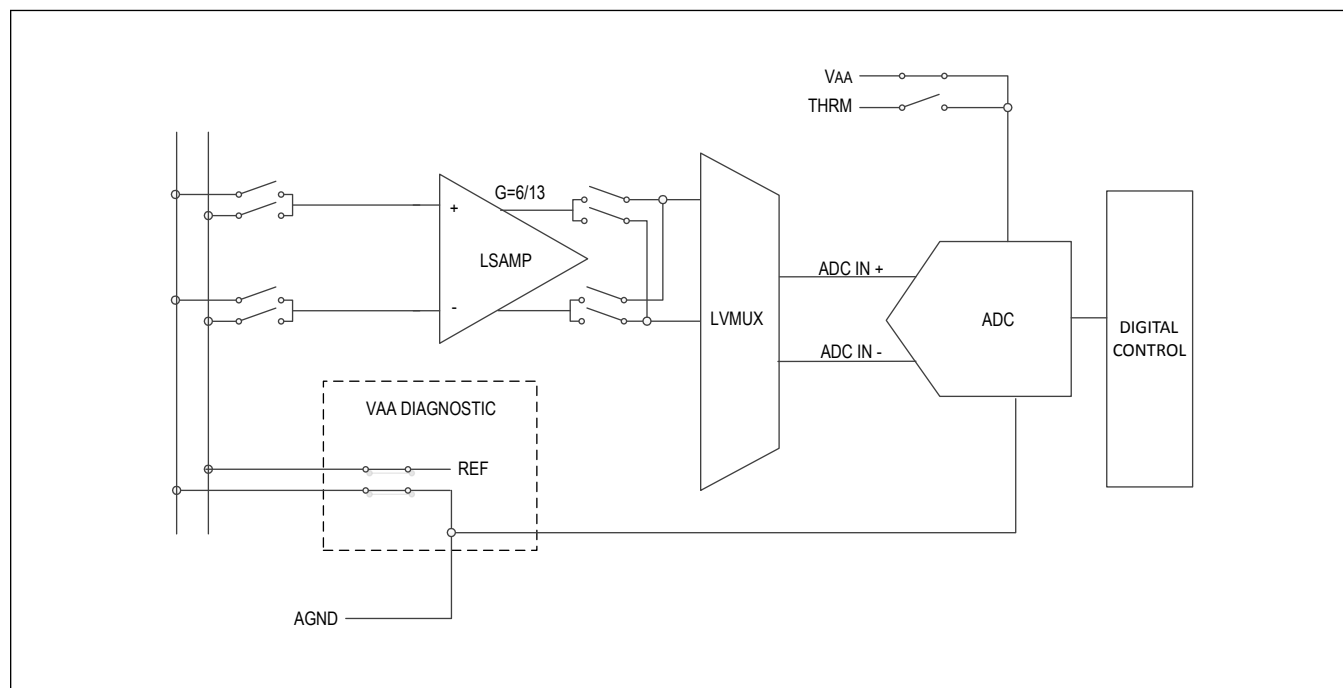 VAA
THRM
G=6/13
+
LSAMP
-
LVMUX
ADC IN +
ADC IN -
ADC
DIGITAL
CONTROL
VAA DIAGNOSTIC
REF
AGND